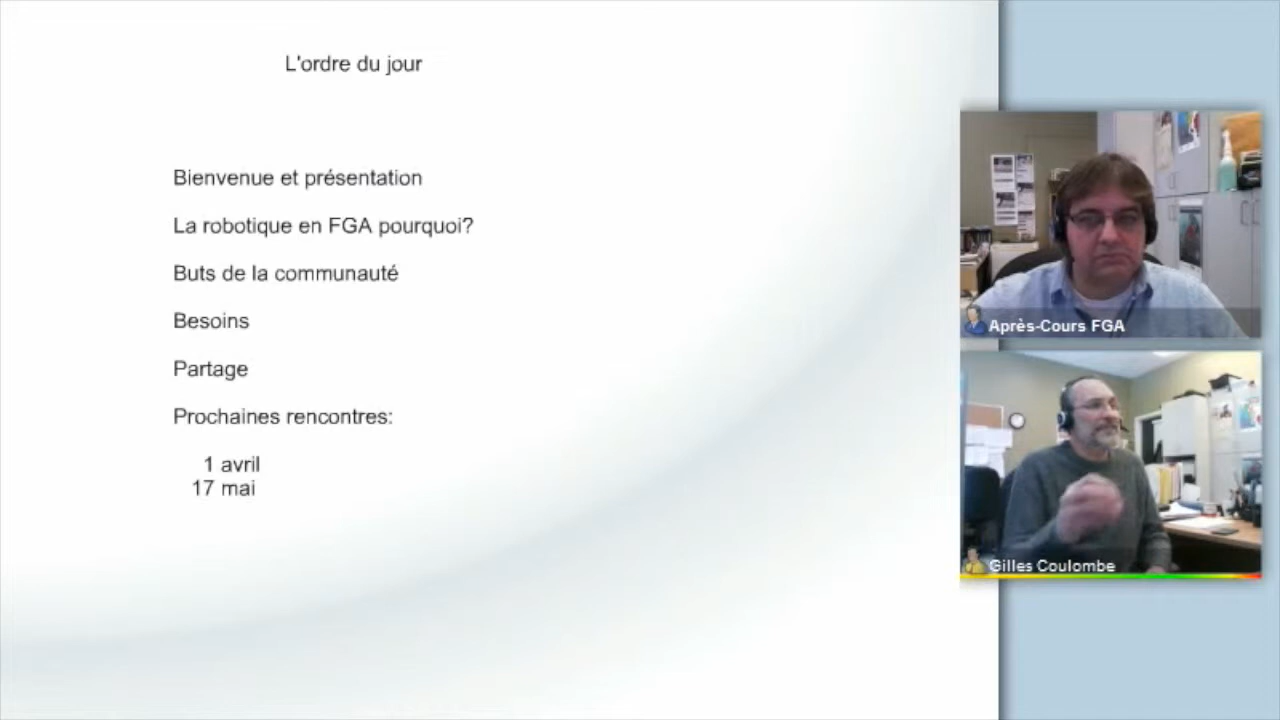 L'ordre du jour
Bienvenue et présentation
La robotique en FGA pourquoi?
Buts de la communauté
Besoins
Partage
Prochaines rencontres:
1 avril
17 mai
Après-Cours FGA
Gilles Coulombe